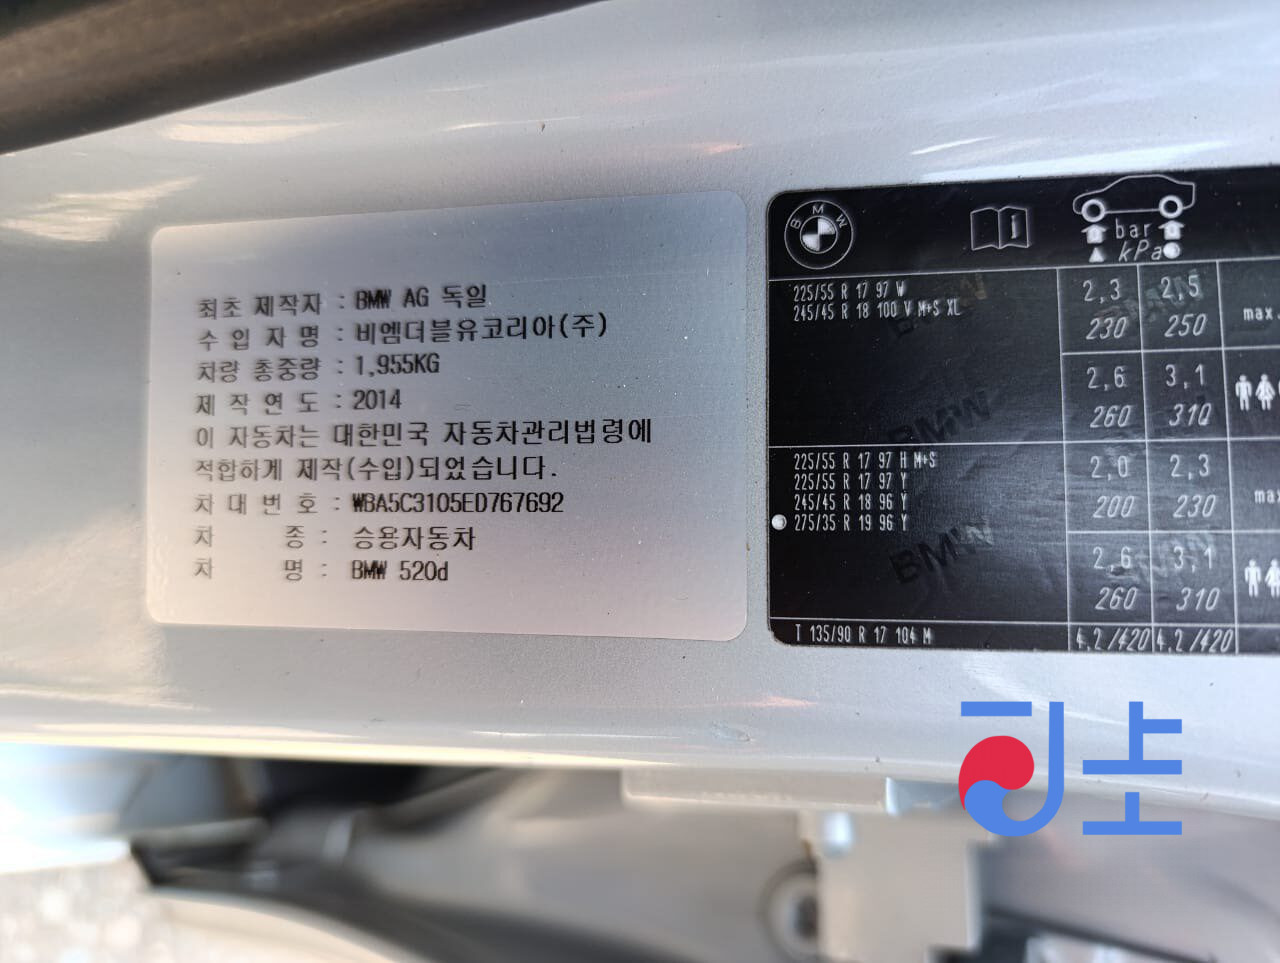 최초 제작자 : BMW AG 독일
수 입 자 명 : 비엠더블유코리아(주)
차량 총중량 : 1,955KG
제 작 연 도 : 2014
이 자동차는 대한민국 자동차관리법령에
적합하게 제작(수입)되었습니다.
차 대 번 호 : WBA5C3105ED767692
차 종 : 승용자동차
차 명 : BMW 520d
BMW
bar
kPa
225/55 R 17 97 W
245/45 R 18 100 V M+S XL
2,3 2,5
230 250
max.
2,6 3,1
260 310
225/55 R 17 97 H M+S
225/55 R 17 97 Y
245/45 R 18 96 Y
275/35 R 19 96 Y
2,0 2,3
200 230
2,6 3,1
260 310
T 135/90 R 17 104 M
4.2/420 4.2/420